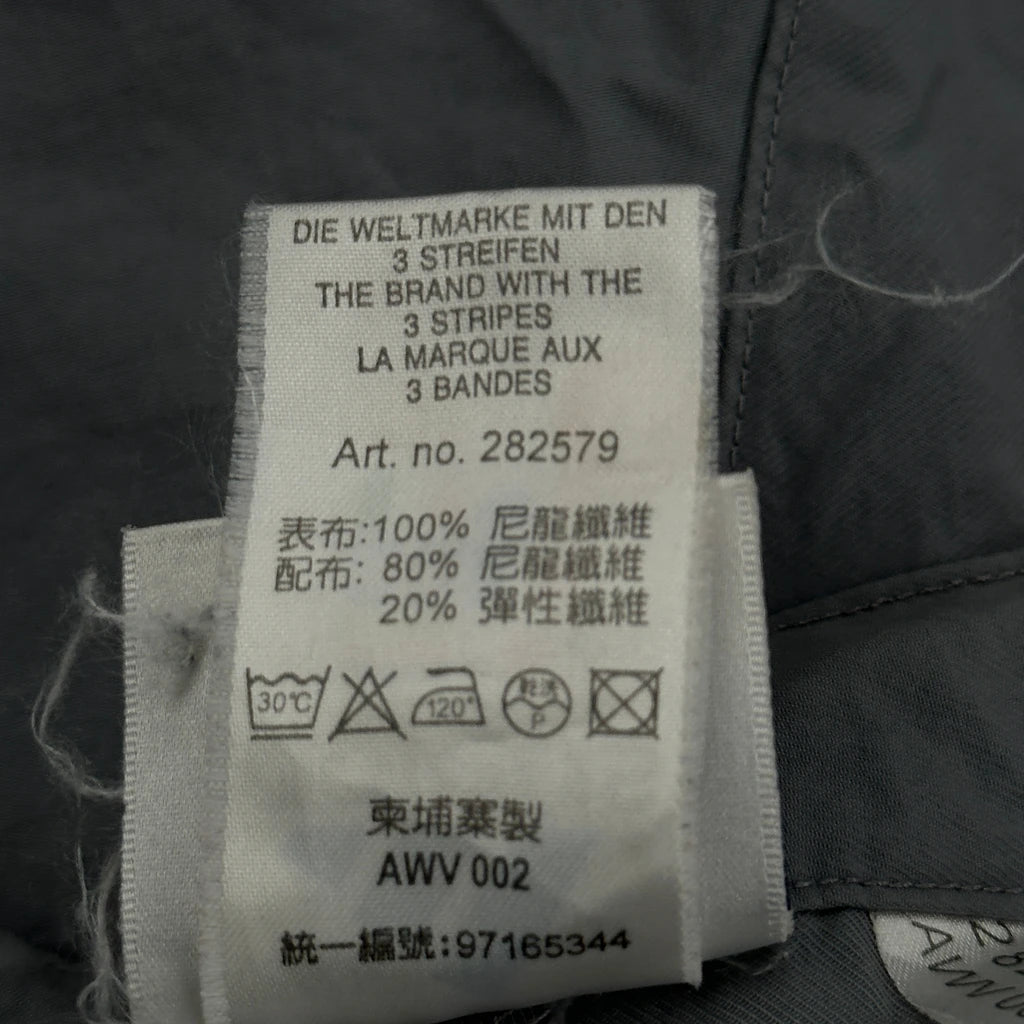 DIE WELTMARKE MIT DEN
3 STREIFEN
THE BRAND WITH THE
3 STRIPES
LA MARQUE AUX
3 BANDES
Art. no. 282579
表布:100% 尼龍纖維
配布: 80% 尼龍纖維
20% 彈性纖維
30°C 120° 乾洗 P
柬埔寨製
AWV 002
統一編號:97165344